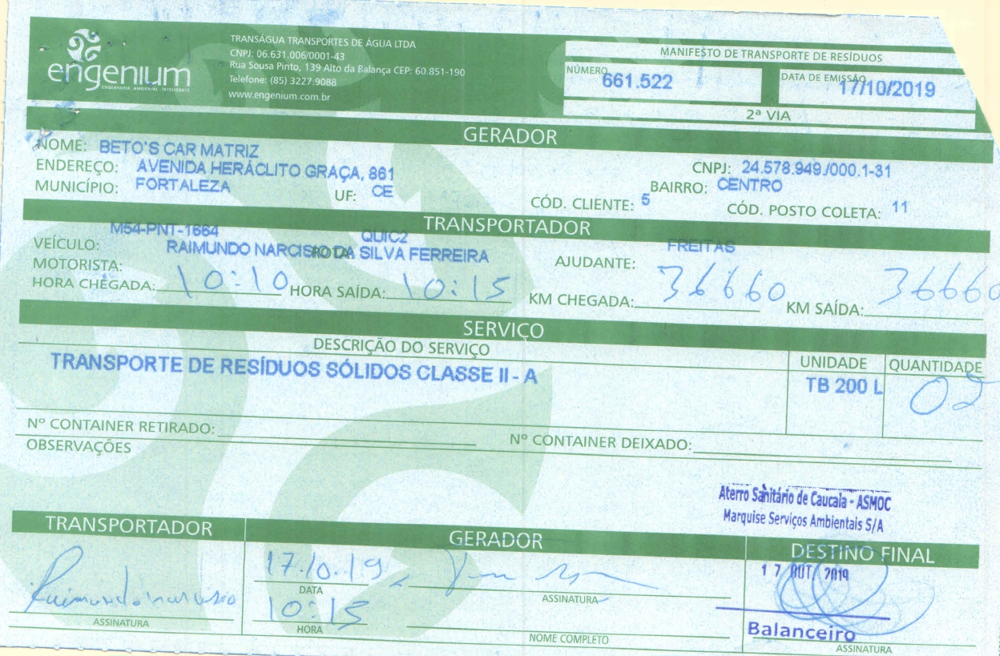 engenium
ENGENHARIA AMBIENTAL INTELIGENTE
TRANSÁGUA TRANSPORTES DE ÁGUA LTDA
CNPJ: 06.631.006/0001-43
Rua Sousa Pinto, 139 Alto da Balança CEP: 60.851-190
Telefone: (85) 3227.9088
www.engenium.com.br
MANIFESTO DE TRANSPORTE DE RESÍDUOS
NÚMERO 661.522
DATA DE EMISSÃO 17/10/2019
2ª VIA
GERADOR
NOME: BETO'S CAR MATRIZ
CNPJ: 24.578.949./000.1-31
ENDEREÇO: AVENIDA HERÁCLITO GRAÇA, 861
BAIRRO: CENTRO
MUNICÍPIO: FORTALEZA UF: CE
CÓD. CLIENTE: 5 CÓD. POSTO COLETA: 11
TRANSPORTADOR
VEÍCULO: M54-PNT-1664 ROTA: QUIC2
MOTORISTA: RAIMUNDO NARCISIO DA SILVA FERREIRA AJUDANTE: FREITAS
HORA CHEGADA: 10:10 HORA SAÍDA: 10:15 KM CHEGADA: 36660 KM SAÍDA: 36660
SERVIÇO
DESCRIÇÃO DO SERVIÇO UNIDADE QUANTIDADE
TRANSPORTE DE RESÍDUOS SÓLIDOS CLASSE II - A TB 200 L 02
Nº CONTAINER RETIRADO: Nº CONTAINER DEIXADO:
OBSERVAÇÕES
Aterro Sanitário de Caucaia - ASMOC
Marquise Serviços Ambientais S/A
TRANSPORTADOR
Raimundo narcisio
ASSINATURA
GERADOR
17.10.19
DATA
ASSINATURA
10:15
HORA
NOME COMPLETO
DESTINO FINAL
17 OUT 2019
Balanceiro
ASSINATURA